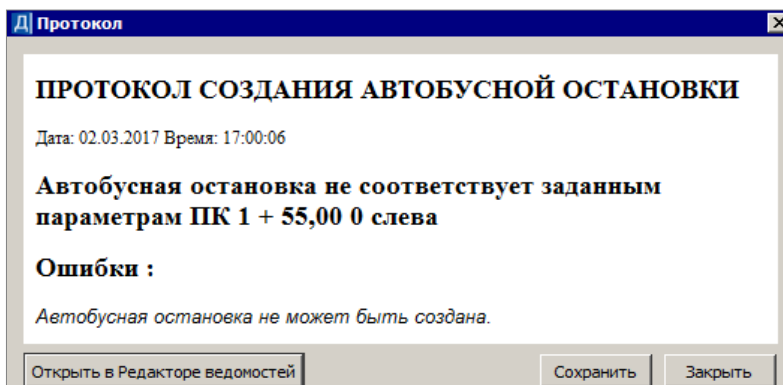 Д Протокол
ПРОТОКОЛ СОЗДАНИЯ АВТОБУСНОЙ ОСТАНОВКИ
Дата: 02.03.2017 Время: 17:00:06
Автобусная остановка не соответствует заданным
параметрам ПК 1 + 55,00 0 слева
Ошибки :
Автобусная остановка не может быть создана.
Открыть в Редакторе ведомостей Сохранить Закрыть